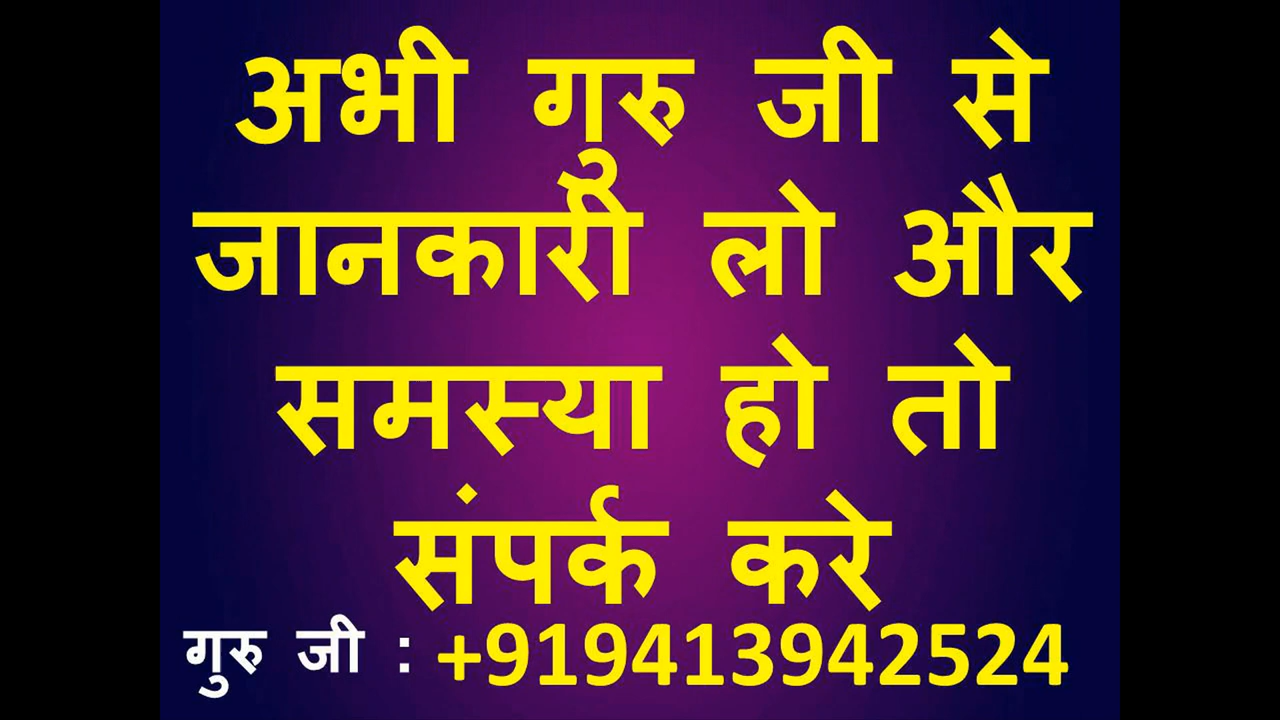 अभी गुरु जी से
जानकारी लो और
समस्या हो तो
संपर्क करे
गुरु जी : +919413942524